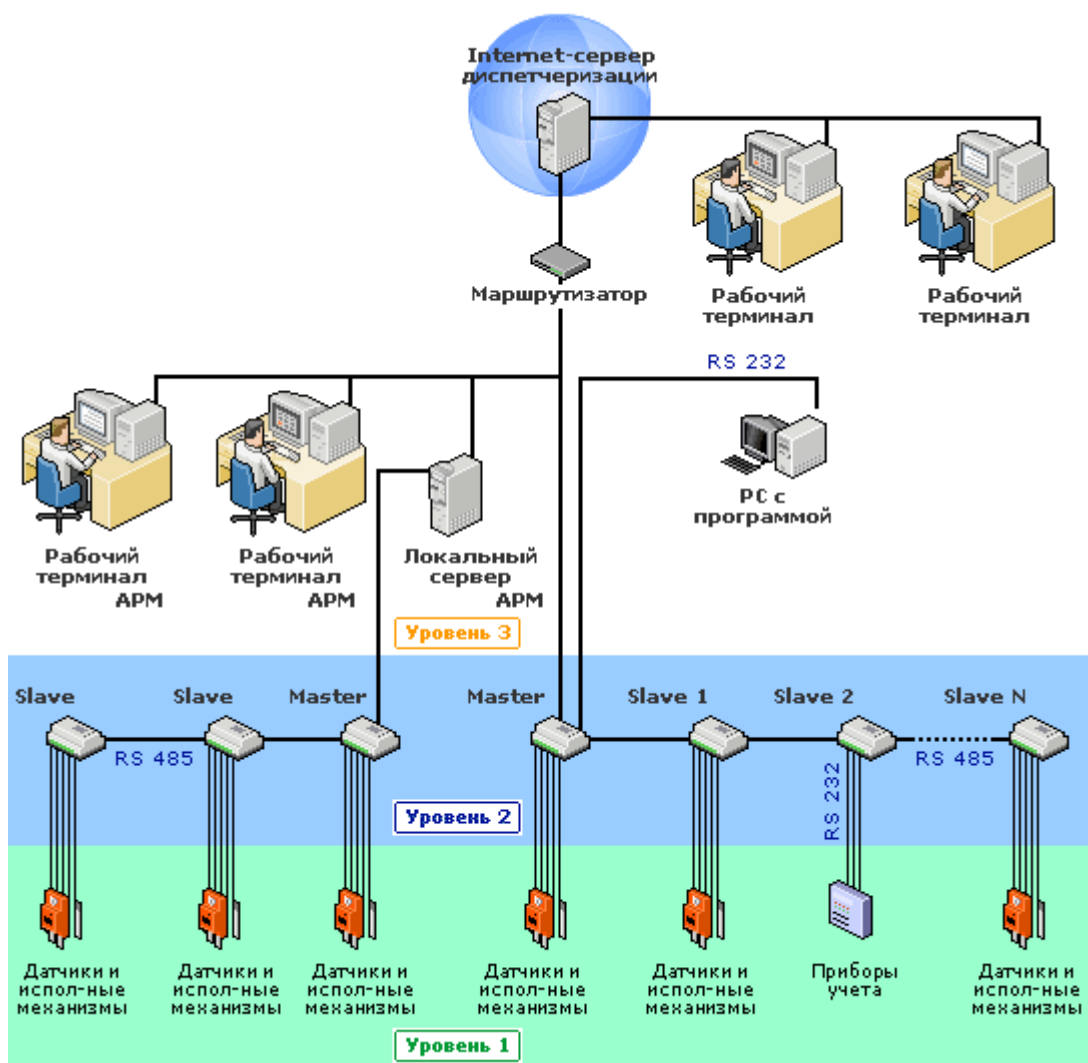 Internet-сервер
диспетчеризации
Маршрутизатор
Рабочий
терминал
Рабочий
терминал
RS 232
PC с
программой
Рабочий
терминал
АРМ
Рабочий
терминал
АРМ
Локальный
сервер
АРМ
Уровень 3
Slave
Slave
Master
Master
Slave 1
Slave 2
Slave N
RS 485
RS 485
RS 232
Уровень 2
Датчики и
испол-ные
механизмы
Датчики и
испол-ные
механизмы
Датчики и
испол-ные
механизмы
Датчики и
испол-ные
механизмы
Датчики и
испол-ные
механизмы
Приборы
учета
Датчики и
испол-ные
механизмы
Уровень 1